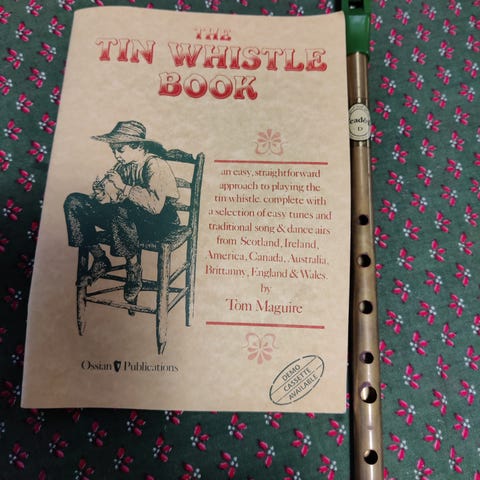 THE
TIN WHISTLE
BOOK
an easy, straightforward
approach to playing the
tin whistle, complete with
a selection of easy tunes and
traditional song & dance airs
from Scotland, Ireland,
America, Canada, Australia,
Brittanny, England & Wales.
by
Tom Maguire
Ossian Publications
DEMO
CASSETTE
AVAILABLE
D